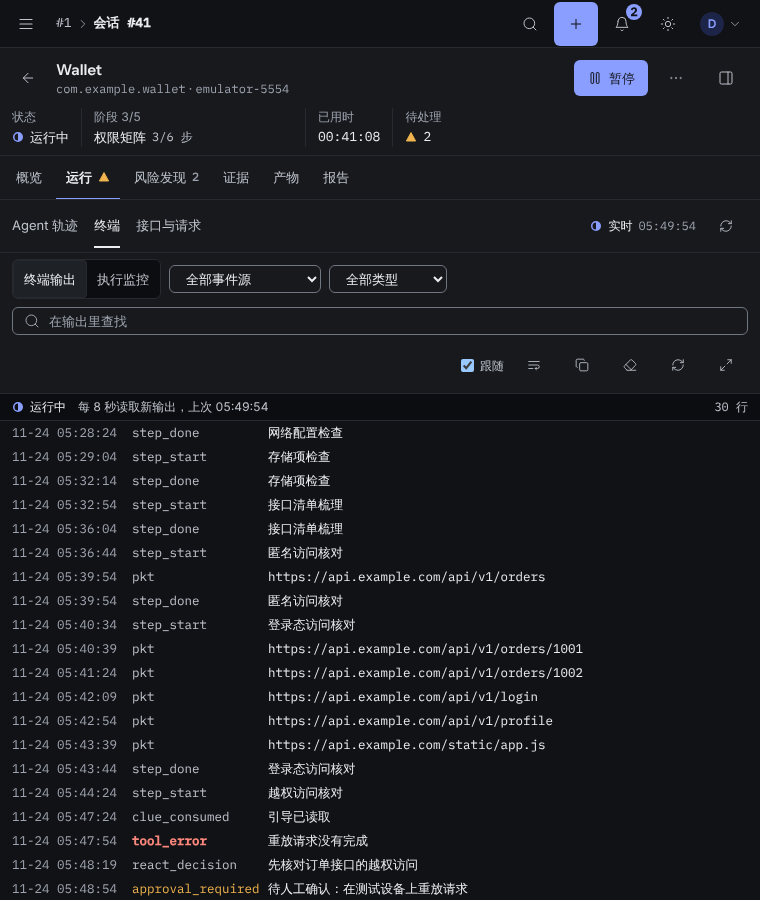 #1 会话 #41 2 D
Wallet
com.example.wallet · emulator-5554
暂停
状态 阶段 3/5 已用时 待处理
运行中 权限矩阵 3/6 步 00:41:08 2
概览 运行 风险发现 2 证据 产物 报告
Agent 轨迹 终端 接口与请求 实时 05:49:54
终端输出 执行监控 全部事件源 全部类型
在输出里查找
跟随
运行中 每 8 秒读取新输出，上次 05:49:54 30 行
11-24 05:28:24 step_done 网络配置检查
11-24 05:29:04 step_start 存储项检查
11-24 05:32:14 step_done 存储项检查
11-24 05:32:54 step_start 接口清单梳理
11-24 05:36:04 step_done 接口清单梳理
11-24 05:36:44 step_start 匿名访问核对
11-24 05:39:54 pkt https://api.example.com/api/v1/orders
11-24 05:39:54 step_done 匿名访问核对
11-24 05:40:34 step_start 登录态访问核对
11-24 05:40:39 pkt https://api.example.com/api/v1/orders/1001
11-24 05:41:24 pkt https://api.example.com/api/v1/orders/1002
11-24 05:42:09 pkt https://api.example.com/api/v1/login
11-24 05:42:54 pkt https://api.example.com/api/v1/profile
11-24 05:43:39 pkt https://api.example.com/static/app.js
11-24 05:43:44 step_done 登录态访问核对
11-24 05:44:24 step_start 越权访问核对
11-24 05:47:24 clue_consumed 引导已读取
11-24 05:47:54 tool_error 重放请求没有完成
11-24 05:48:19 react_decision 先核对订单接口的越权访问
11-24 05:48:54 approval_required 待人工确认：在测试设备上重放请求